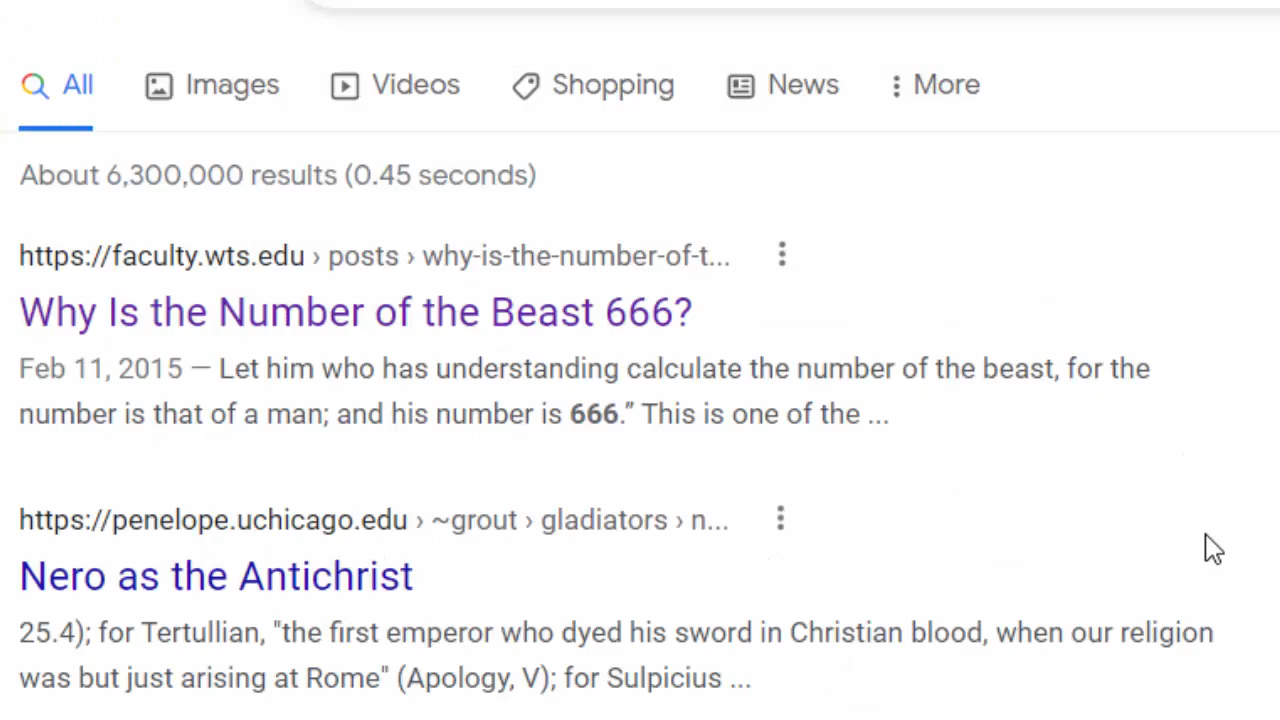 All Images Videos Shopping News More
About 6,300,000 results (0.45 seconds)
https://faculty.wts.edu › posts › why-is-the-number-of-t...
Why Is the Number of the Beast 666?
Feb 11, 2015 — Let him who has understanding calculate the number of the beast, for the
number is that of a man; and his number is 666.” This is one of the ...
https://penelope.uchicago.edu › ~grout › gladiators › n...
Nero as the Antichrist
25.4); for Tertullian, "the first emperor who dyed his sword in Christian blood, when our religion
was but just arising at Rome" (Apology, V); for Sulpicius ...